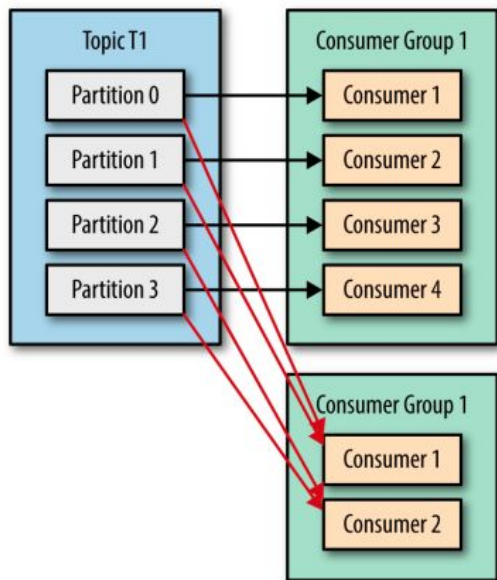 Topic T1
Partition 0
Partition 1
Partition 2
Partition 3
Consumer Group 1
Consumer 1
Consumer 2
Consumer 3
Consumer 4
Consumer Group 1
Consumer 1
Consumer 2